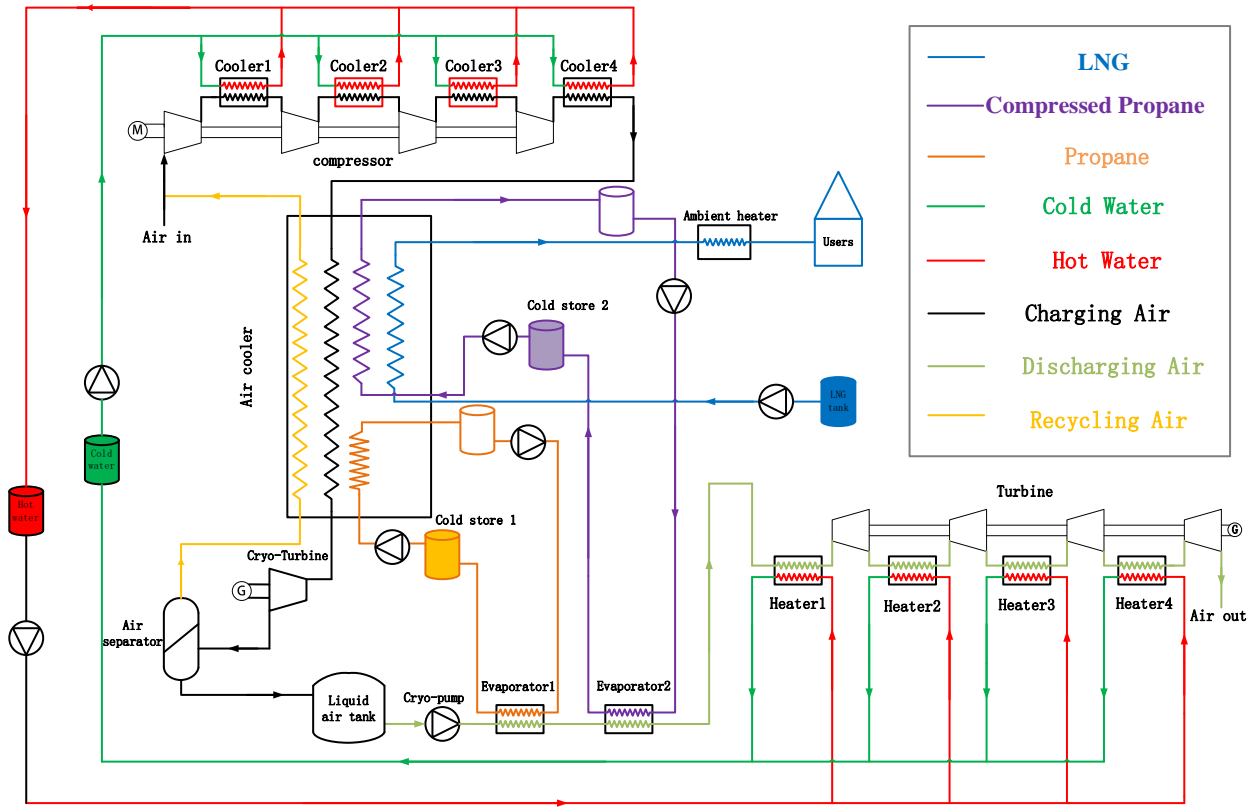 Cooler1
Cooler2
Cooler3
Cooler4
M
compressor
Air in
LNG
Compressed Propane
Propane
Cold Water
Hot Water
Charging Air
Discharging Air
Recycling Air
Ambient heater
Users
Air cooler
Cold store 2
LNG
tank
Cold
water
Hot
water
Cold store 1
Cryo-Turbine
G
Turbine
G
Air
separator
Heater1
Heater2
Heater3
Heater4
Air out
Liquid
air tank
Cryo-pump
Evaporator1
Evaporator2